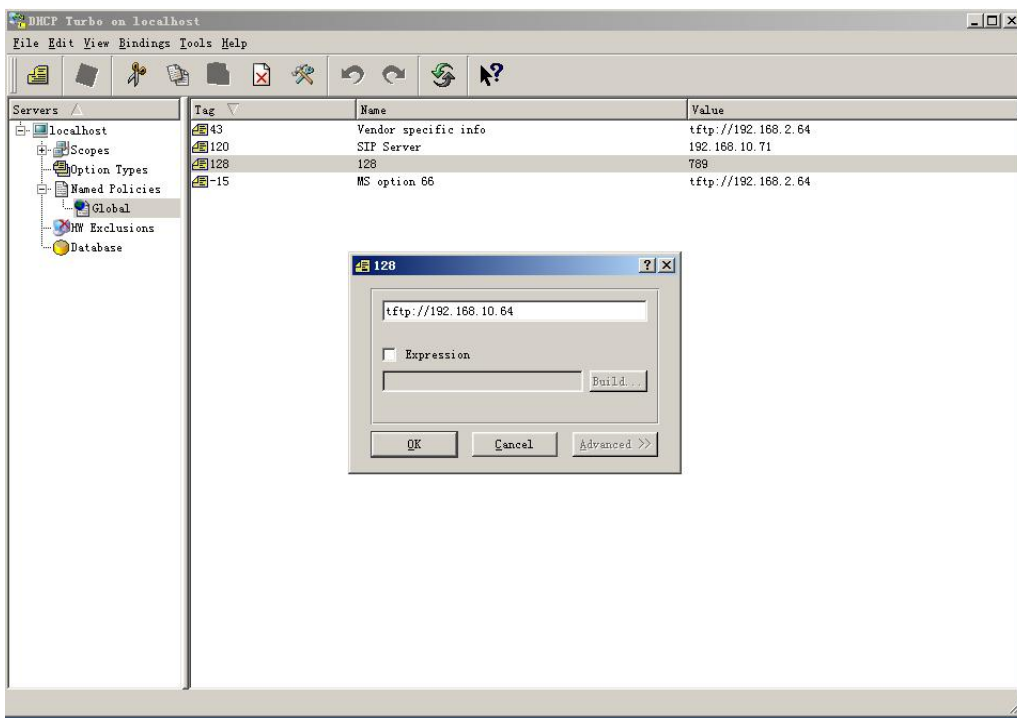 DHCP Turbo on localhost
File Edit View Bindings Tools Help
Servers
Tag Name Value
localhost
Scopes
Option Types
Named Policies
Global
HW Exclusions
Database
43 Vendor specific info tftp://192.168.2.64
120 SIP Server 192.168.10.71
128 128 789
-15 MS option 66 tftp://192.168.2.64
128
tftp://192.168.10.64
Expression
Build...
OK Cancel Advanced >>